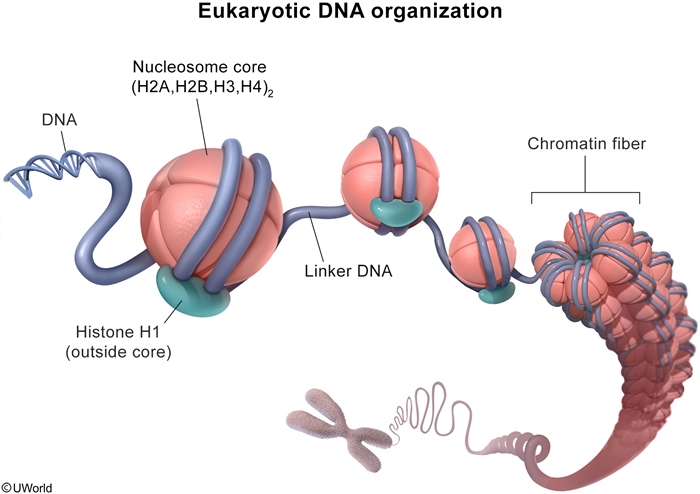 Eukaryotic DNA organization
Nucleosome core
(H2A,H2B,H3,H4)₂
DNA
Chromatin fiber
Linker DNA
Histone H1
(outside core)
©UWorld